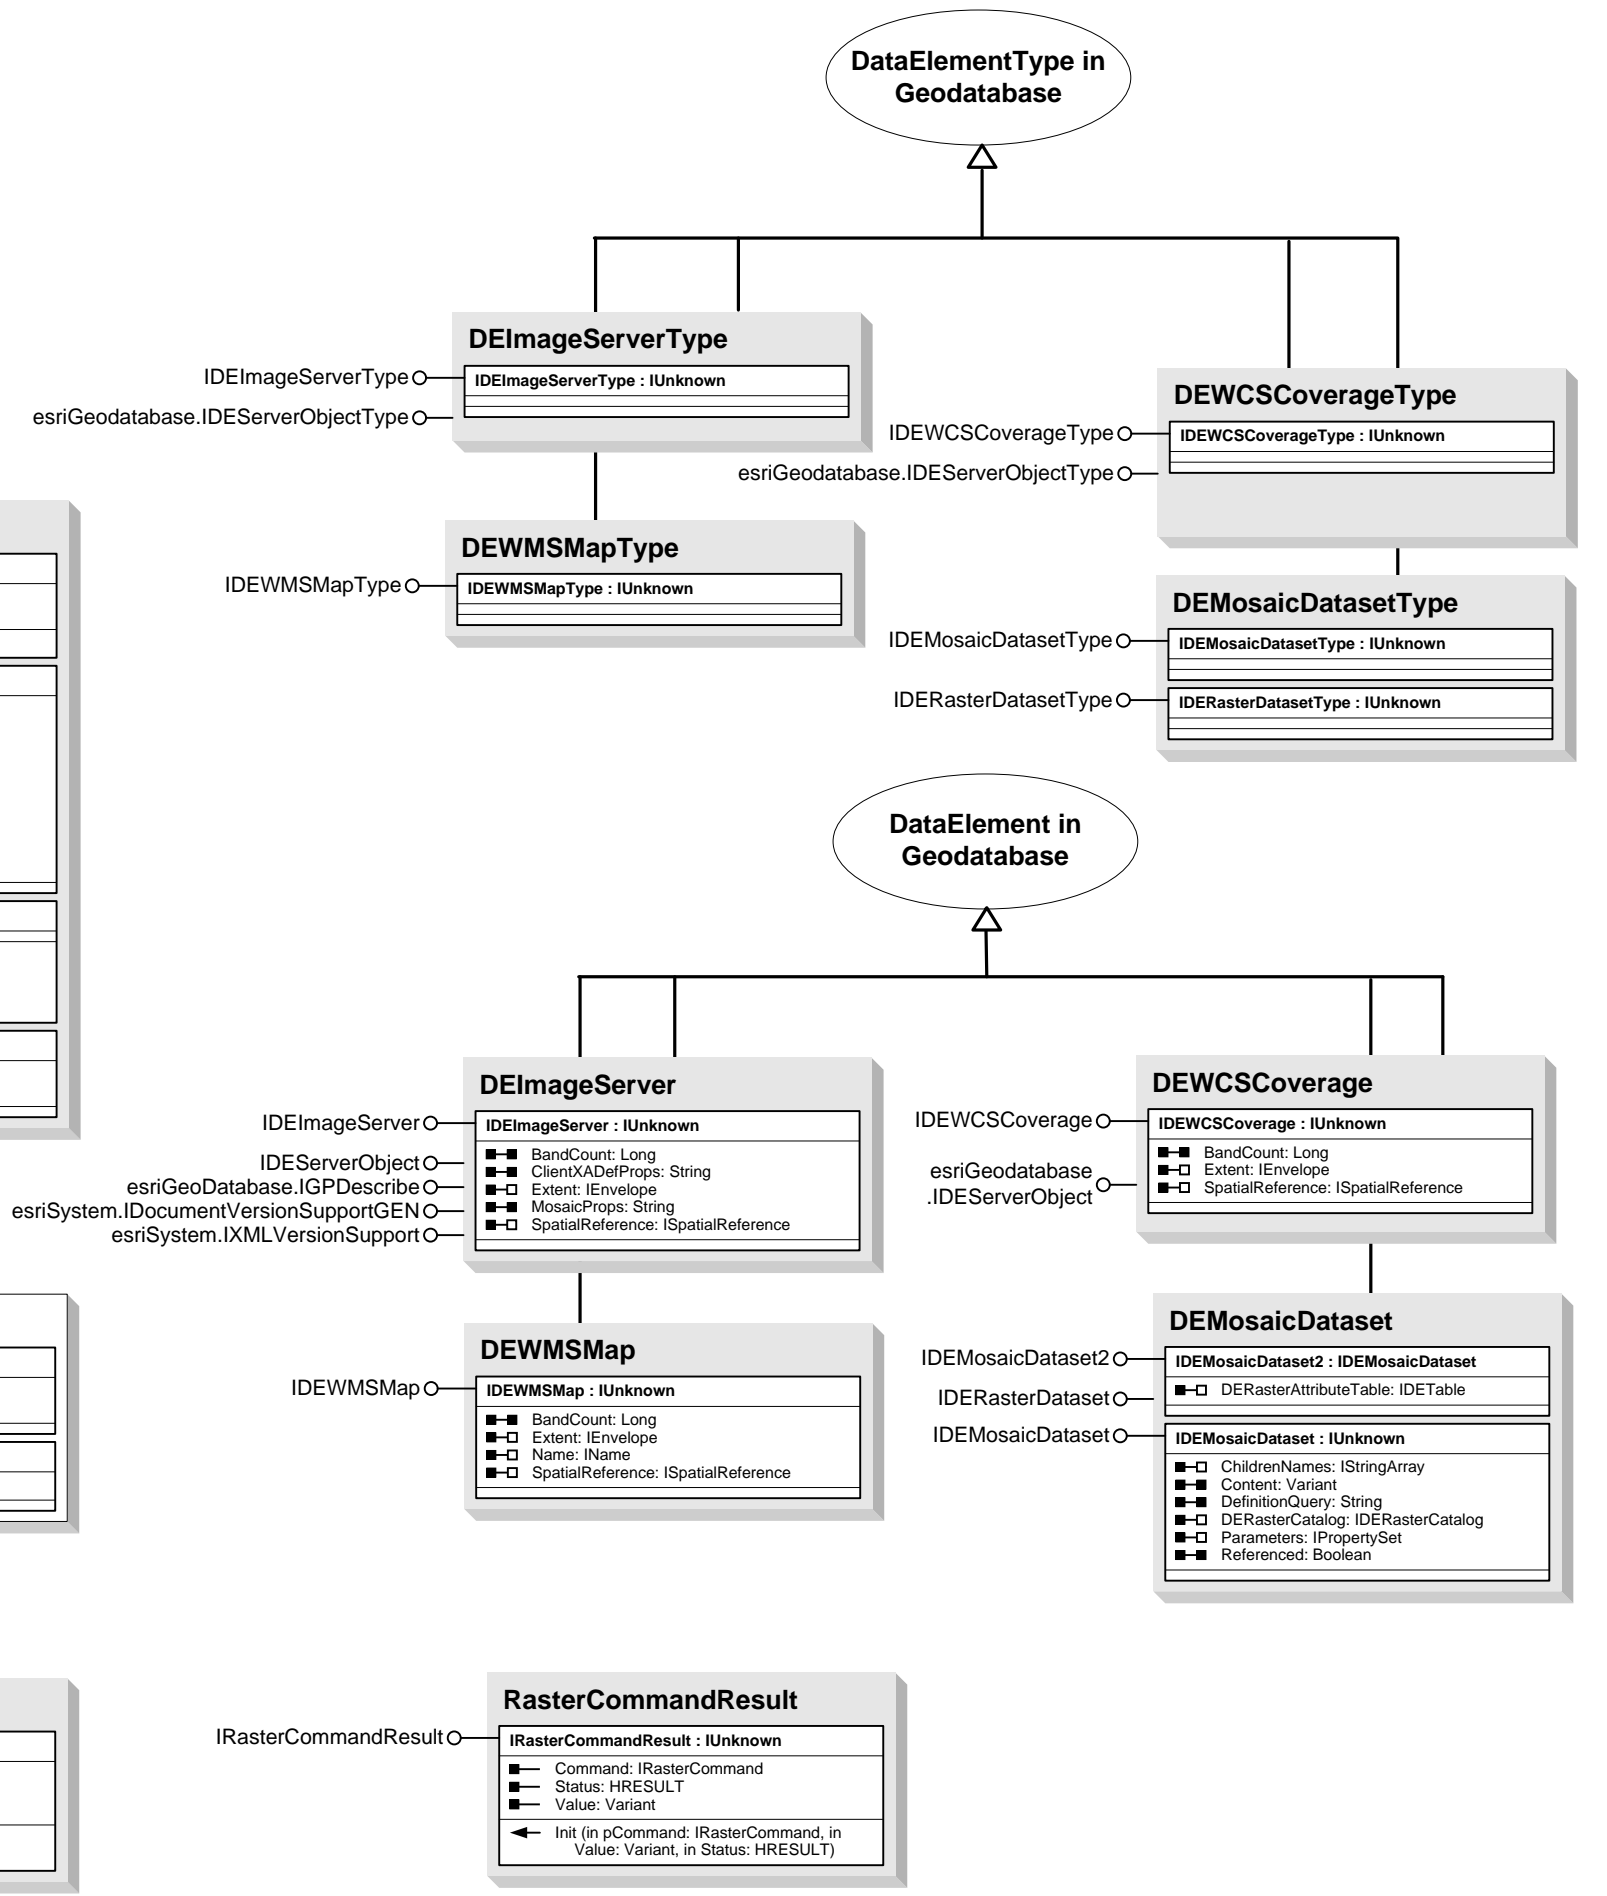 DataElementType in
Geodatabase
DEImageServerType
IDEImageServerType
IDEImageServerType : IUnknown
esriGeodatabase.IDEServerObjectType
DEWCSCoverageType
IDEWCSCoverageType
IDEWCSCoverageType : IUnknown
esriGeodatabase.IDEServerObjectType
DEWMSMapType
IDEWMSMapType
IDEWMSMapType : IUnknown
DEMosaicDatasetType
IDEMosaicDatasetType
IDEMosaicDatasetType : IUnknown
IDERasterDatasetType
IDERasterDatasetType : IUnknown
DataElement in
Geodatabase
DEImageServer
IDEImageServer
IDEImageServer : IUnknown
IDEServerObject
esriGeoDatabase.IGPDescribe
esriSystem.IDocumentVersionSupportGEN
esriSystem.IXMLVersionSupport
BandCount: Long
ClientXADefProps: String
Extent: IEnvelope
MosaicProps: String
SpatialReference: ISpatialReference
DEWCSCoverage
IDEWCSCoverage
IDEWCSCoverage : IUnknown
esriGeodatabase
.IDEServerObject
BandCount: Long
Extent: IEnvelope
SpatialReference: ISpatialReference
DEWMSMap
IDEWMSMap
IDEWMSMap : IUnknown
BandCount: Long
Extent: IEnvelope
Name: IName
SpatialReference: ISpatialReference
DEMosaicDataset
IDEMosaicDataset2
IDEMosaicDataset2 : IDEMosaicDataset
DERasterAttributeTable: IDETable
IDERasterDataset
IDEMosaicDataset
IDEMosaicDataset : IUnknown
ChildrenNames: IStringArray
Content: Variant
DefinitionQuery: String
DERasterCatalog: IDERasterCatalog
Parameters: IPropertySet
Referenced: Boolean
RasterCommandResult
IRasterCommandResult
IRasterCommandResult : IUnknown
Command: IRasterCommand
Status: HRESULT
Value: Variant
Init (in pCommand: IRasterCommand, in
Value: Variant, in Status: HRESULT)